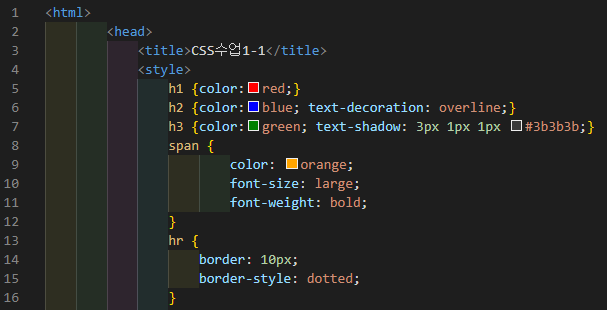 1 <html>
2 <head>
3 <title>CSS수업1-1</title>
4 <style>
5 h1 {color:red;}
6 h2 {color:blue; text-decoration: overline;}
7 h3 {color:green; text-shadow: 3px 1px 1px #3b3b3b;}
8 span {
9 color: orange;
10 font-size: large;
11 font-weight: bold;
12 }
13 hr {
14 border: 10px;
15 border-style: dotted;
16 }